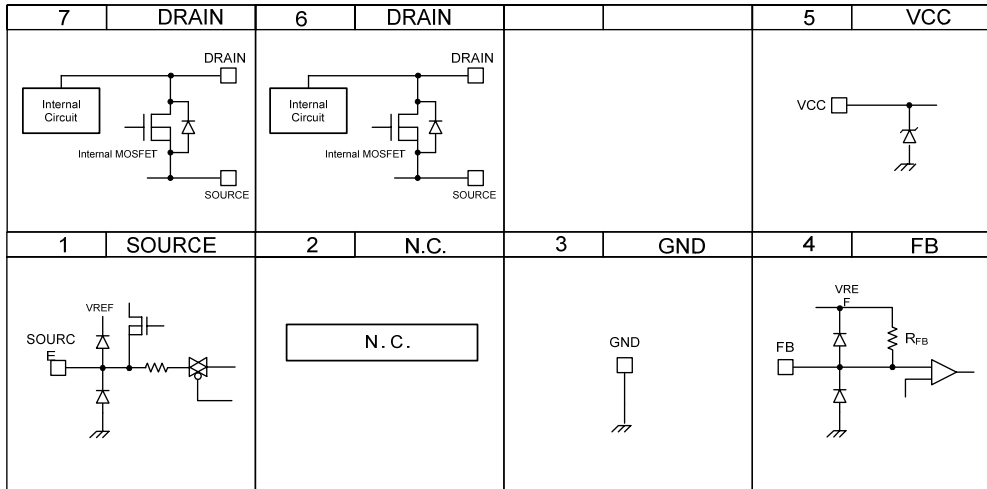 7 DRAIN 6 DRAIN 5 VCC
DRAIN
Internal
Circuit
Internal MOSFET
SOURCE
DRAIN
Internal
Circuit
Internal MOSFET
SOURCE
VCC
1 SOURCE 2 N.C. 3 GND 4 FB
VREF
SOURC
E
N.C.
GND
VRE
F
FB
RFB